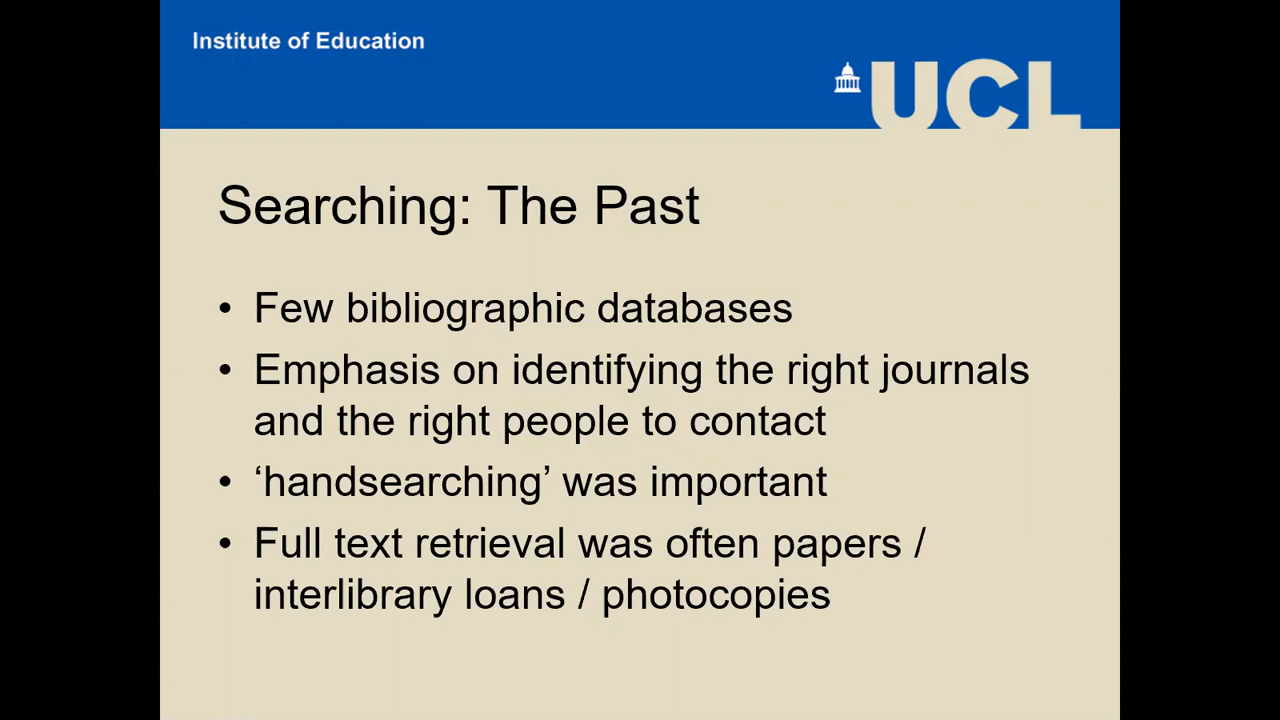 Institute of Education
UCL
Searching: The Past
• Few bibliographic databases
• Emphasis on identifying the right journals
and the right people to contact
• ‘handsearching’ was important
• Full text retrieval was often papers /
interlibrary loans / photocopies